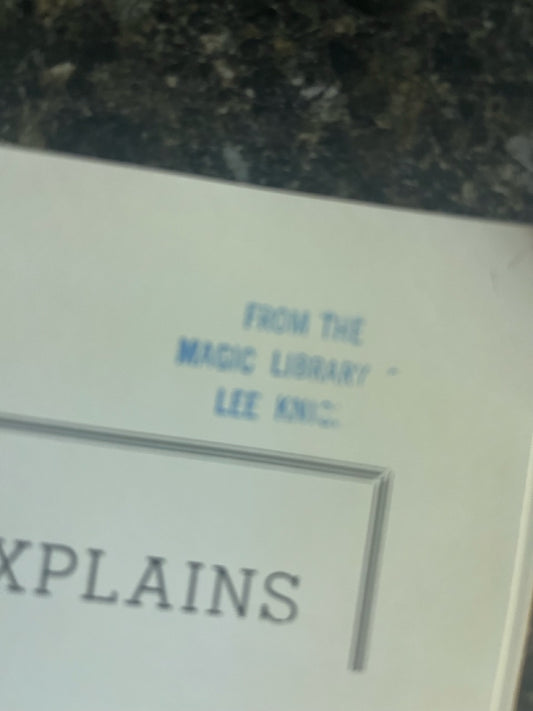 FROM THE
MAGIC LIBRARY
LEE
XPLAINS